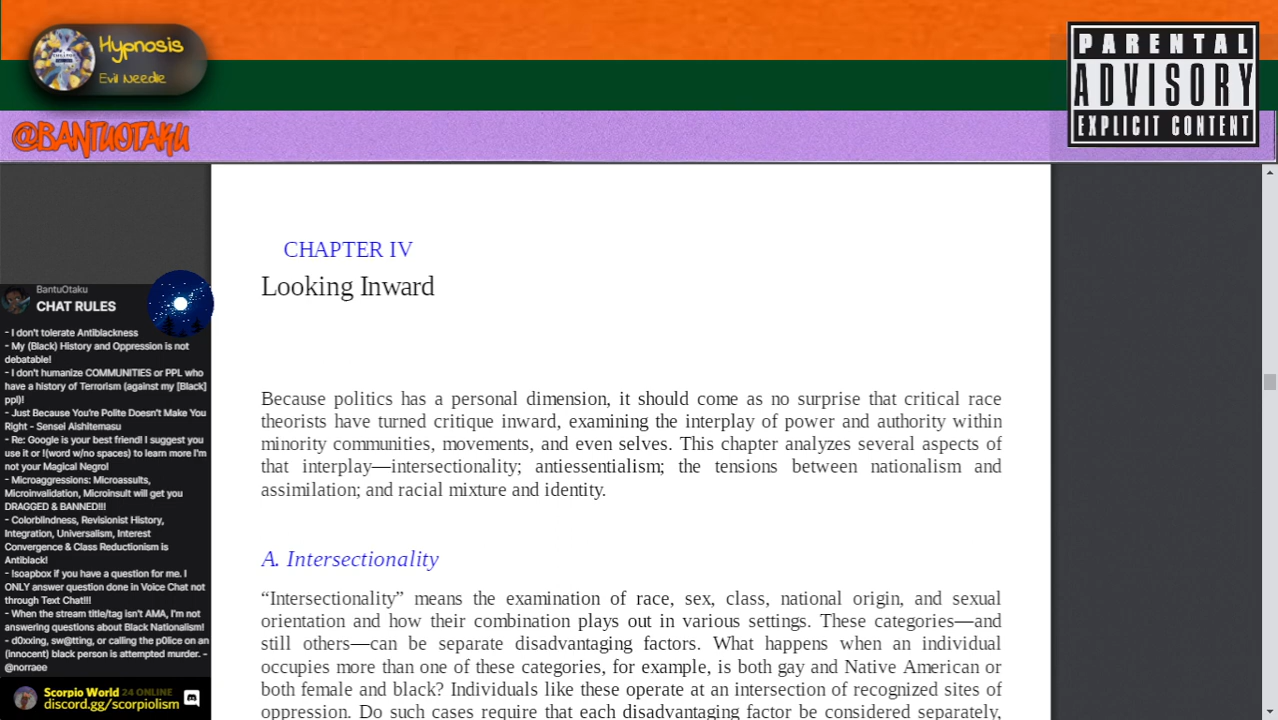 Hypnosis
Evil Needle
PARENTAL
ADVISORY
EXPLICIT CONTENT
@BANTUOTAKU
CHAPTER IV
Looking Inward
Because politics has a personal dimension, it should come as no surprise that critical race
theorists have turned critique inward, examining the interplay of power and authority within
minority communities, movements, and even selves. This chapter analyzes several aspects of
that interplay—intersectionality; antiessentialism; the tensions between nationalism and
assimilation; and racial mixture and identity.
A. Intersectionality
“Intersectionality” means the examination of race, sex, class, national origin, and sexual
orientation and how their combination plays out in various settings. These categories—and
still others—can be separate disadvantaging factors. What happens when an individual
occupies more than one of these categories, for example, is both gay and Native American or
both female and black? Individuals like these operate at an intersection of recognized sites of
oppression. Do such cases require that each disadvantaging factor be considered separately,
BantuOtaku
CHAT RULES
- I don't tolerate Antiblackness
- My (Black) History and Oppression is not
debatable!
- I don't humanize COMMUNITIES or PPL who
have a history of Terrorism (against my [Black]
ppl)!
- Just Because You're Polite Doesn't Make You
Right - Sensei Aishitemasu
- Re: Google is your best friend! I suggest you
use it or !(word w/no spaces) to learn more I'm
not your Magical Negro!
- Microaggressions: Microassults,
Microinvalidation, Microinsult will get you
DRAGGED & BANNED!!!
- Colorblindness, Revisionist History,
Integration, Universalism, Interest
Convergence & Class Reductionism is
Antiblack!
- !soapbox if you have a question for me. I
ONLY answer question done in Voice Chat not
through Text Chat!!!
- When the stream title/tag isn't AMA, I'm not
answering questions about Black Nationalism!
- d0xxing, sw@tting, or calling the p0lice on an
(innocent) black person is attempted murder. -
@norraee
Scorpio World 24 ONLINE
discord.gg/scorpiolism